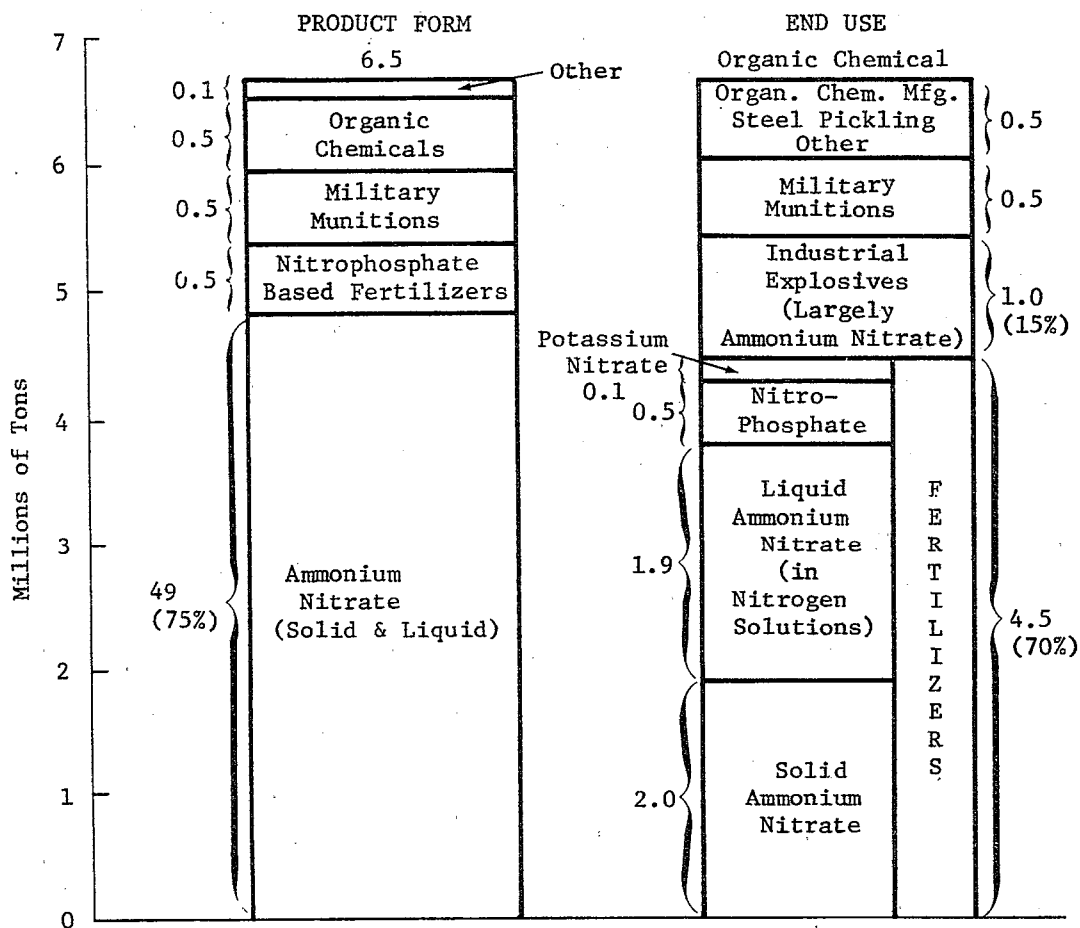 PRODUCT FORM
6.5
END USE
Organic Chemical
Millions of Tons
7
6
5
4
3
2
1
0
0.1
0.5
0.5
0.5
49
(75%)
Other
Organic
Chemicals
Military
Munitions
Nitrophosphate
Based Fertilizers
Ammonium
Nitrate
(Solid & Liquid)
Organ. Chem. Mfg.
Steel Pickling
Other
0.5
Military
Munitions
0.5
Industrial
Explosives
(Largely
Ammonium Nitrate)
1.0
(15%)
Potassium
Nitrate
0.1
0.5
Nitro-
Phosphate
1.9
Liquid
Ammonium
Nitrate
(in
Nitrogen
Solutions)
2.0
Solid
Ammonium
Nitrate
FERTILIZERS
4.5
(70%)